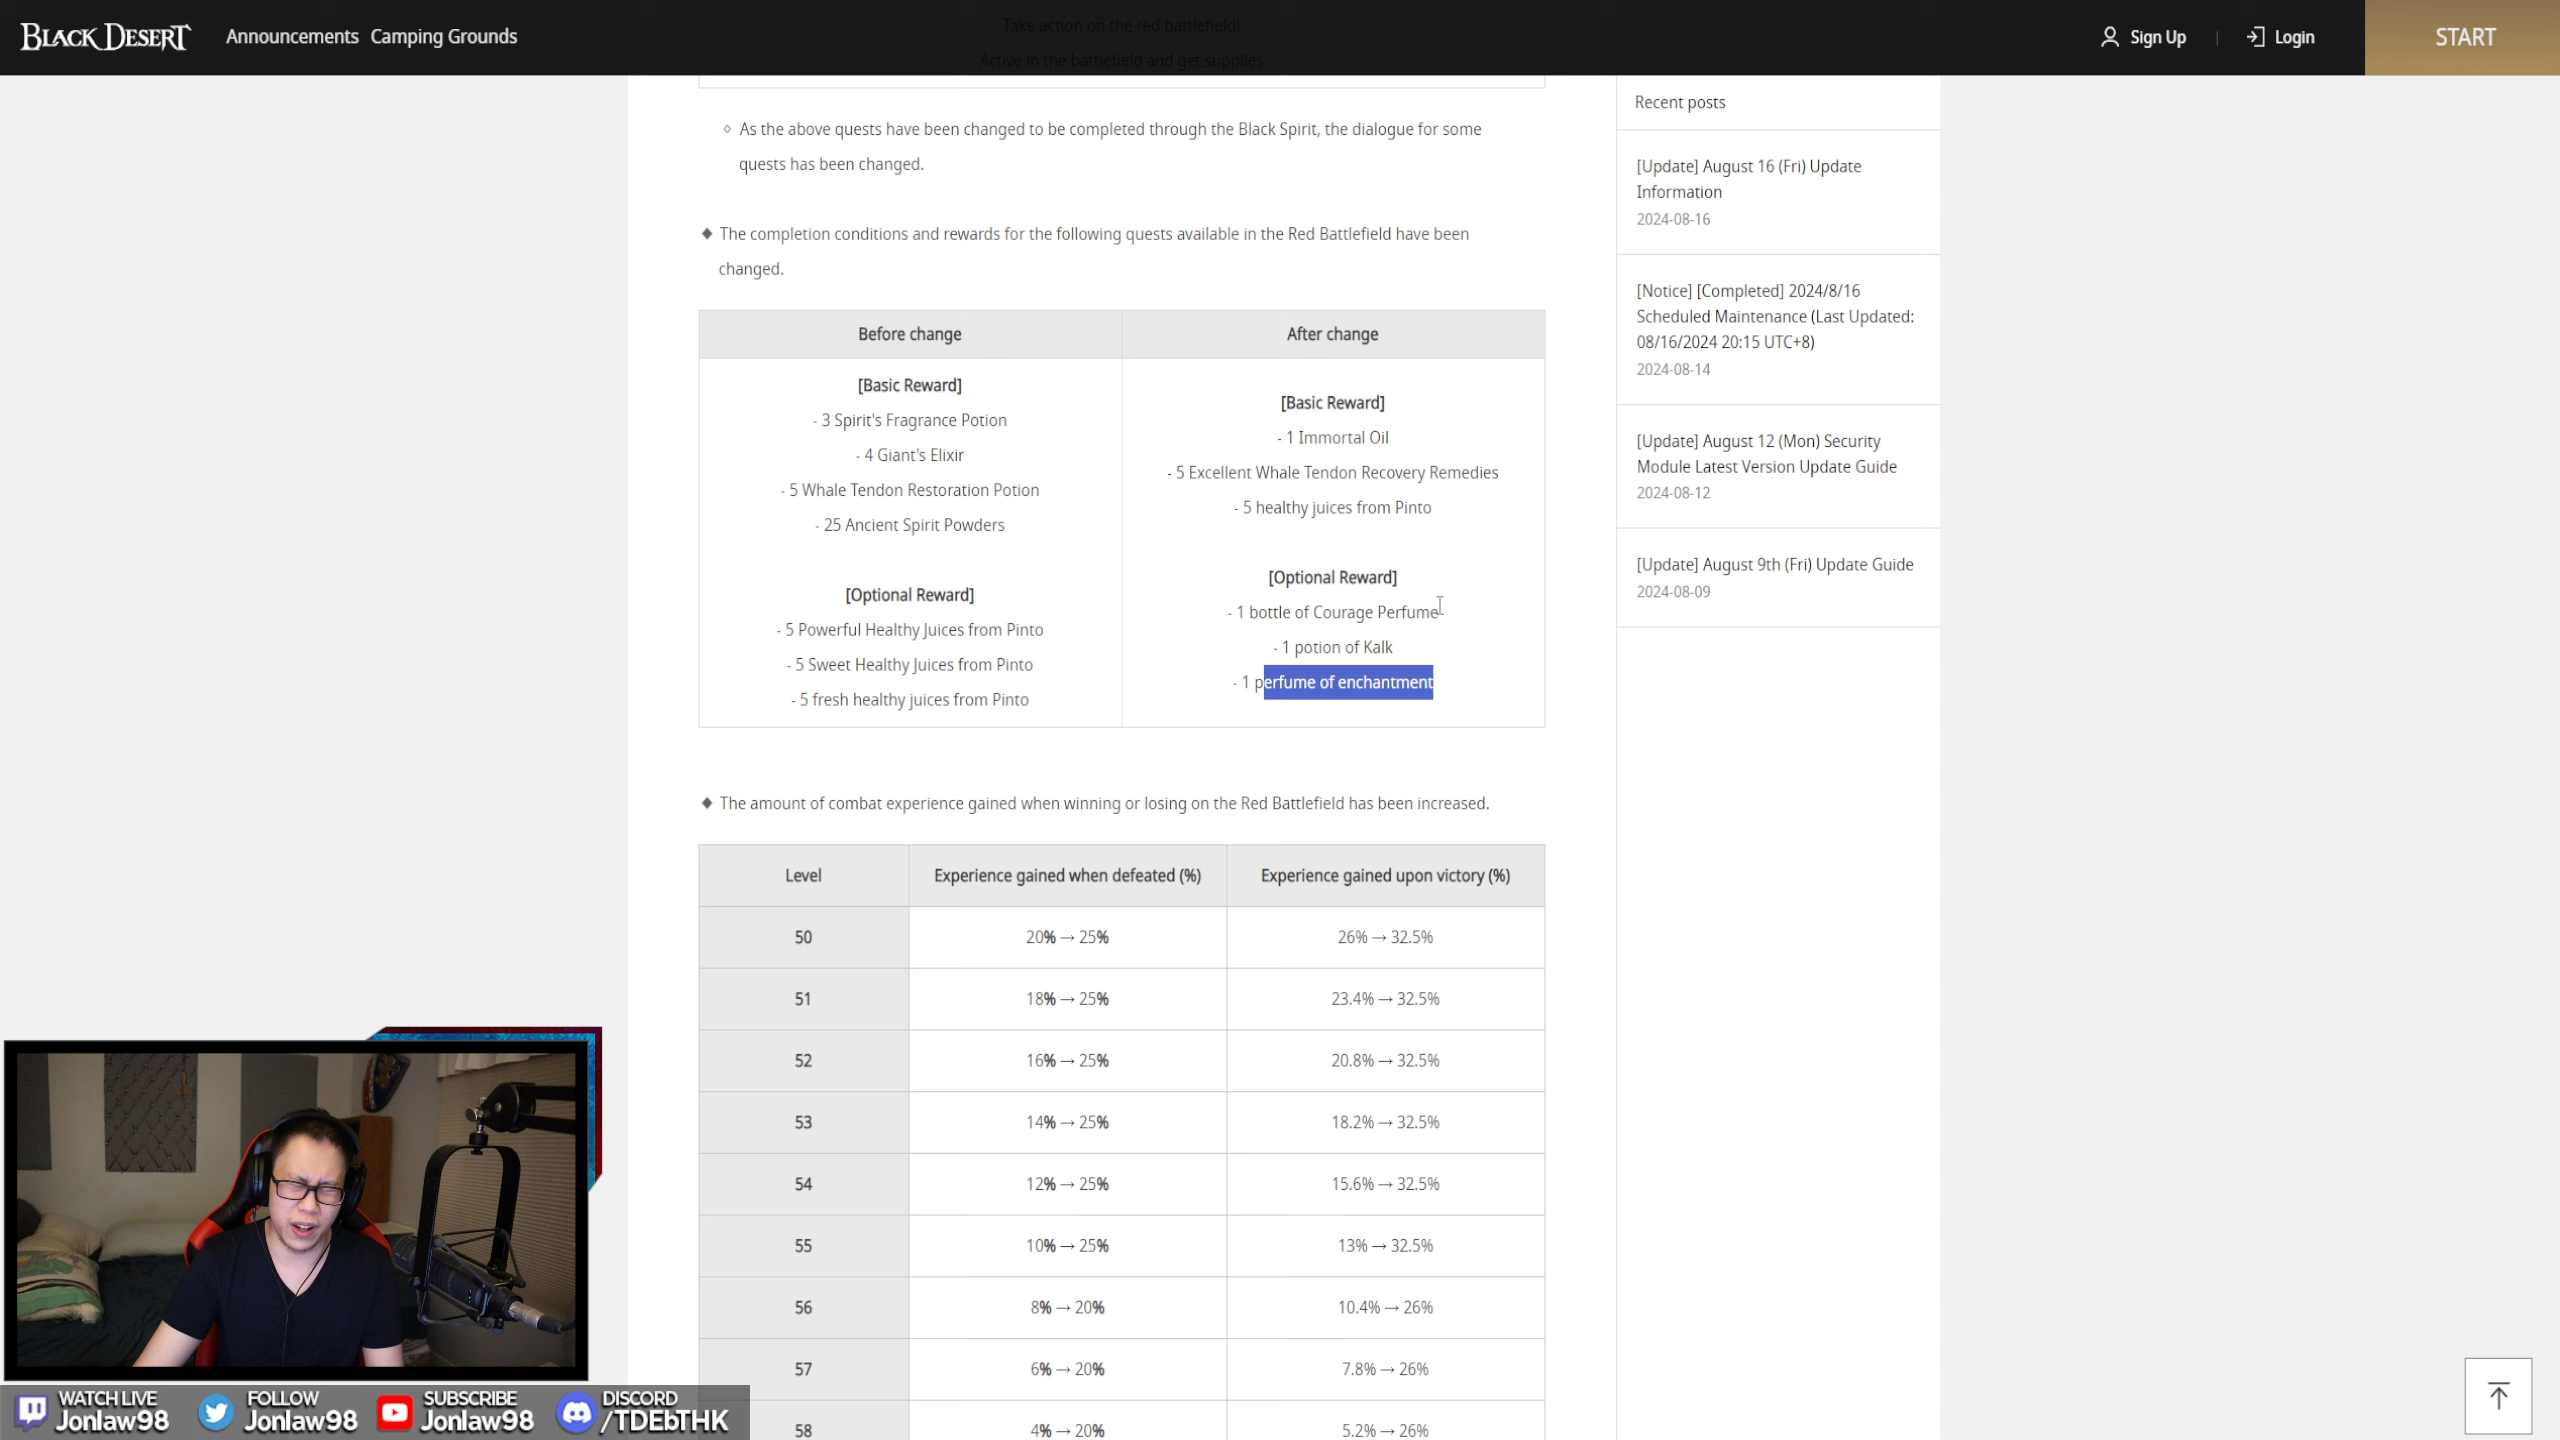 BLACK DESERT
Announcements Camping Grounds
Take action on the red battlefield!
Active in the battlefield and get supplies
Sign Up
Login
START
◇ As the above quests have been changed to be completed through the Black Spirit, the dialogue for some
quests has been changed.
◆ The completion conditions and rewards for the following quests available in the Red Battlefield have been
changed.
Before change
[Basic Reward]
- 3 Spirit's Fragrance Potion
- 4 Giant's Elixir
- 5 Whale Tendon Restoration Potion
- 25 Ancient Spirit Powders
[Optional Reward]
- 5 Powerful Healthy Juices from Pinto
- 5 Sweet Healthy Juices from Pinto
- 5 fresh healthy juices from Pinto
After change
[Basic Reward]
- 1 Immortal Oil
- 5 Excellent Whale Tendon Recovery Remedies
- 5 healthy juices from Pinto
[Optional Reward]
- 1 bottle of Courage Perfume
- 1 potion of Kalk
- 1 perfume of enchantment
◆ The amount of combat experience gained when winning or losing on the Red Battlefield has been increased.
Level Experience gained when defeated (%) Experience gained upon victory (%)
50 20% → 25% 26% → 32.5%
51 18% → 25% 23.4% → 32.5%
52 16% → 25% 20.8% → 32.5%
53 14% → 25% 18.2% → 32.5%
54 12% → 25% 15.6% → 32.5%
55 10% → 25% 13% → 32.5%
56 8% → 20% 10.4% → 26%
57 6% → 20% 7.8% → 26%
58 4% → 20% 5.2% → 26%
Recent posts
[Update] August 16 (Fri) Update
Information
2024-08-16
[Notice] [Completed] 2024/8/16
Scheduled Maintenance (Last Updated:
08/16/2024 20:15 UTC+8)
2024-08-14
[Update] August 12 (Mon) Security
Module Latest Version Update Guide
2024-08-12
[Update] August 9th (Fri) Update Guide
2024-08-09
WATCH LIVE
Jonlaw98
FOLLOW
Jonlaw98
SUBSCRIBE
Jonlaw98
DISCORD
/TDEbTHK